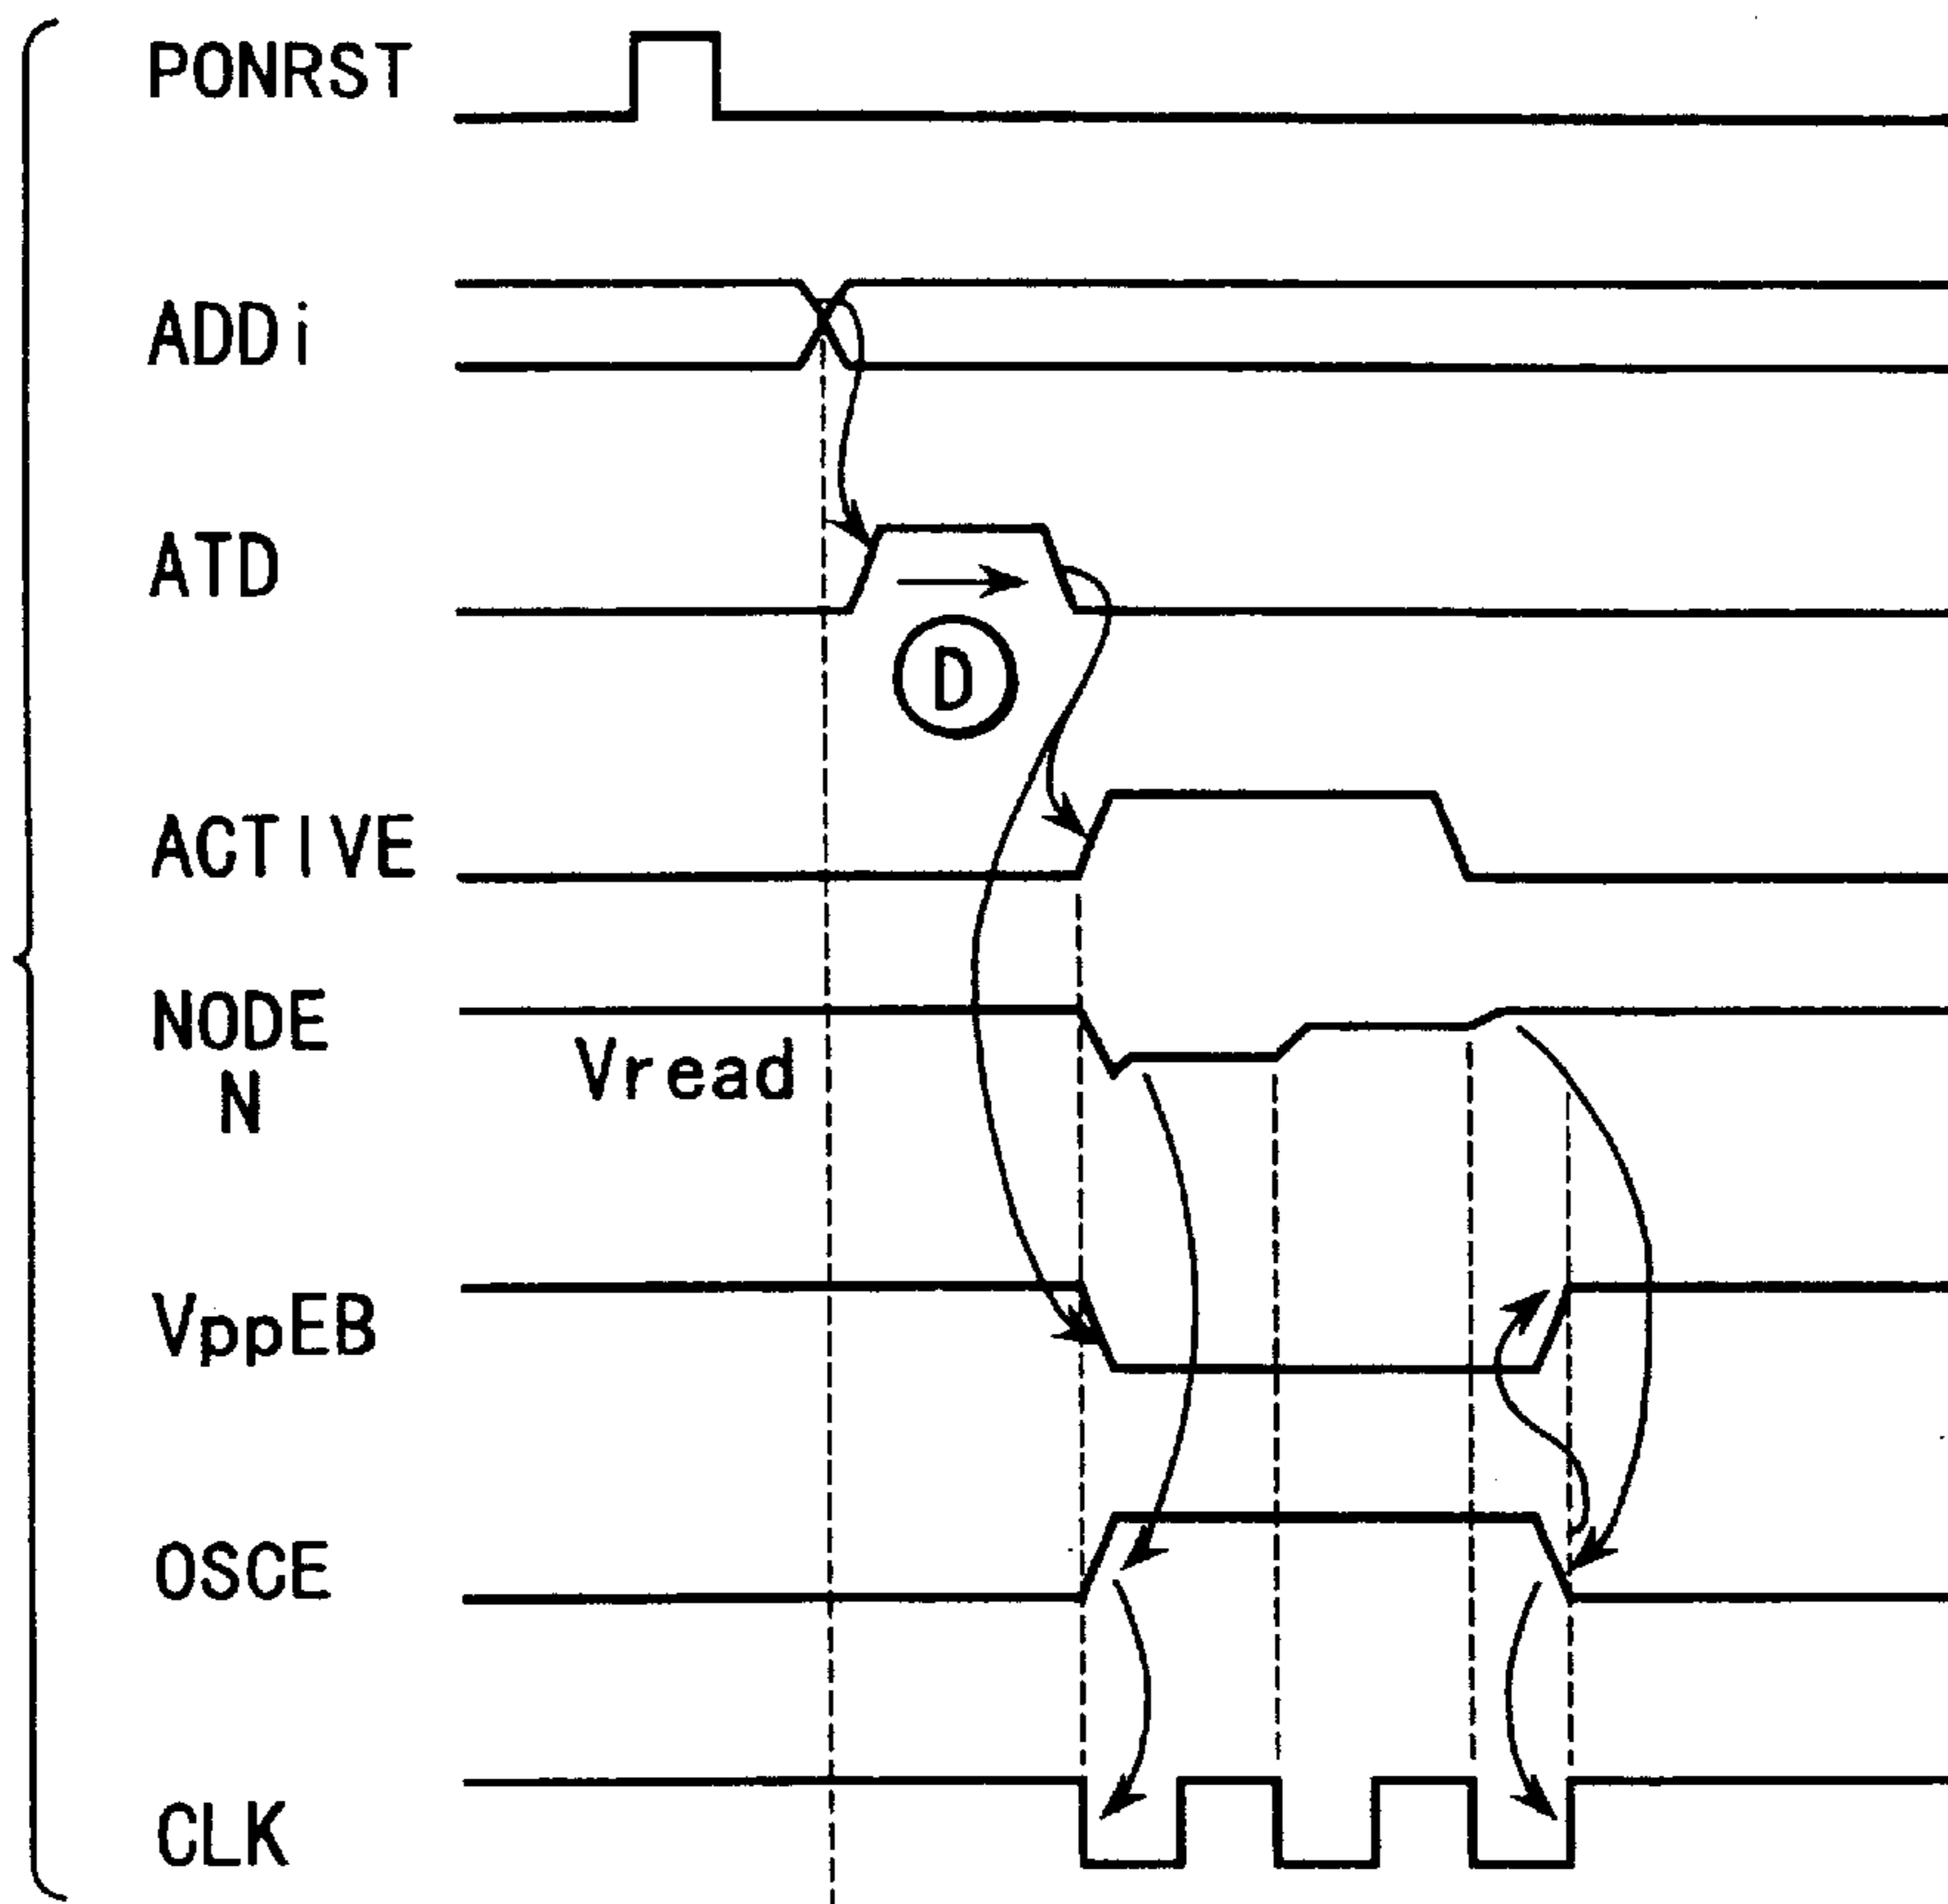 PONRST
ADDi
ATD
D
ACTIVE
NODE
N
Vread
VppEB
OSCE
CLK